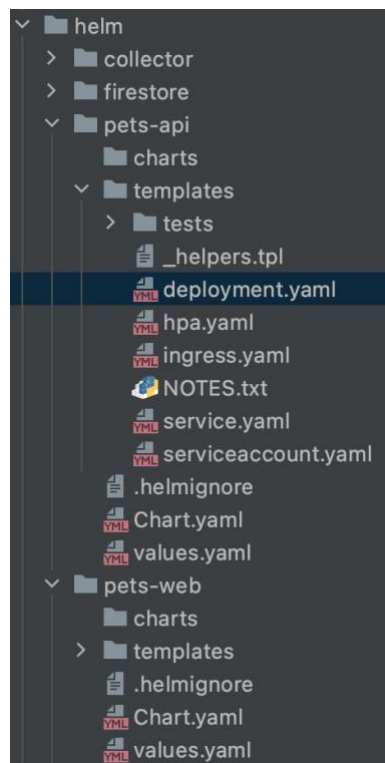 helm
collector
firestore
pets-api
charts
templates
tests
_helpers.tpl
deployment.yaml
hpa.yaml
ingress.yaml
NOTES.txt
service.yaml
serviceaccount.yaml
.helmignore
Chart.yaml
values.yaml
pets-web
charts
templates
.helmignore
Chart.yaml
values.yaml